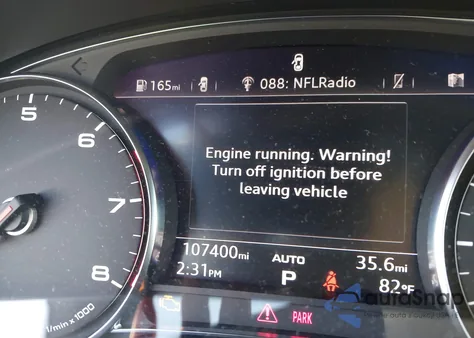 165mi 088: NFLRadio
5
6
7
8
1/min x 1000
Engine running. Warning!
Turn off ignition before
leaving vehicle
107400mi AUTO 35.6mi
2:31PM P 82°F
PARK
autoSnap